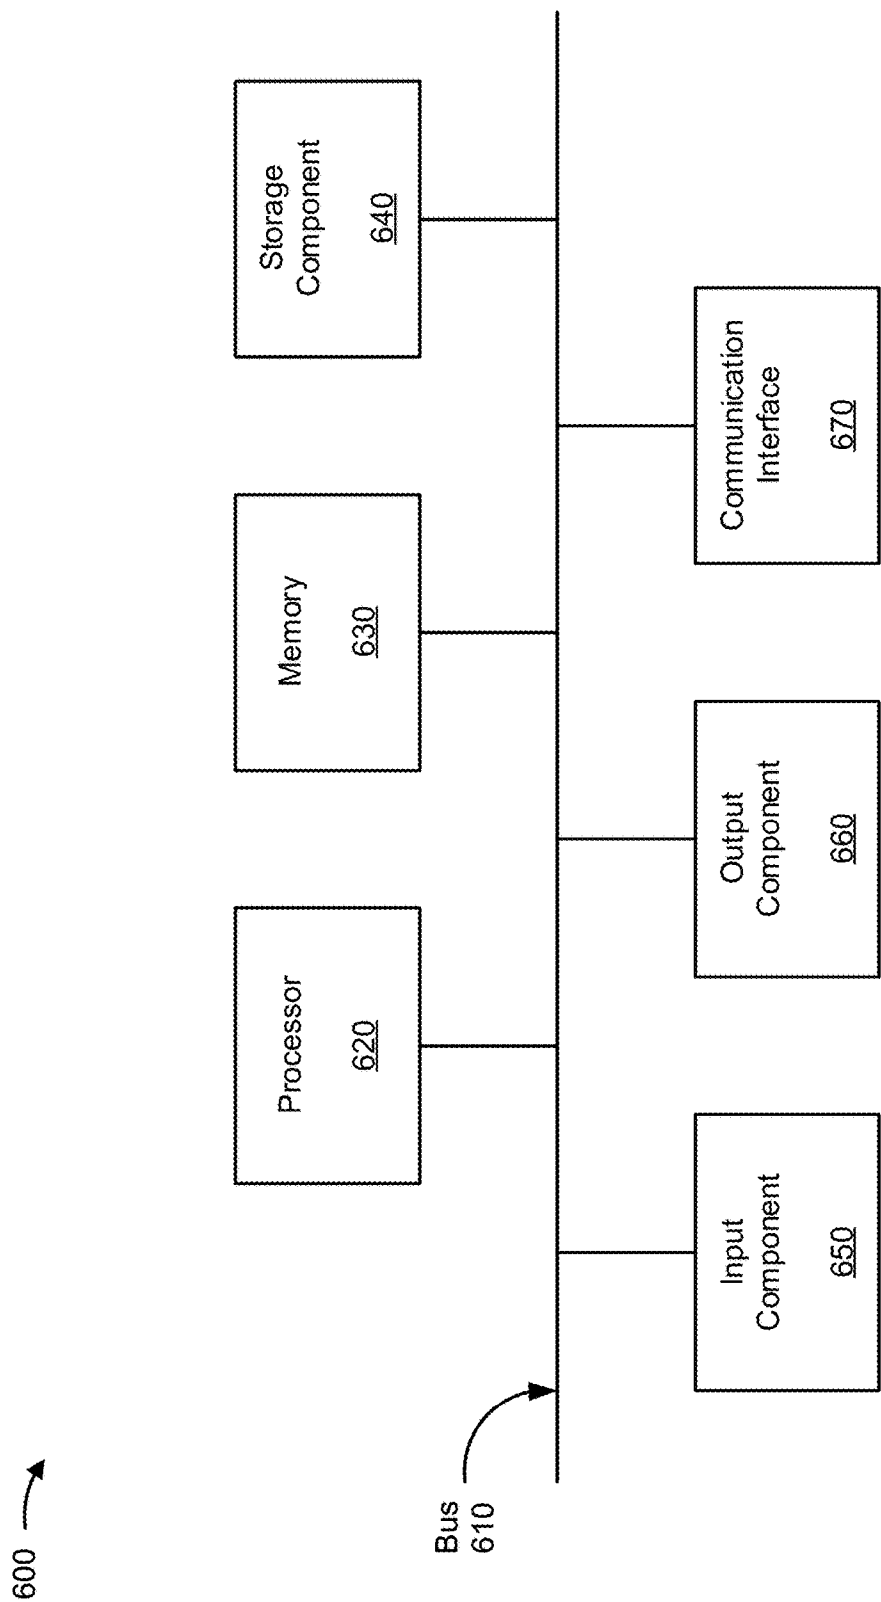 600
Processor
620
Memory
630
Storage
Component
640
Bus
610
Input
Component
650
Output
Component
660
Communication
Interface
670